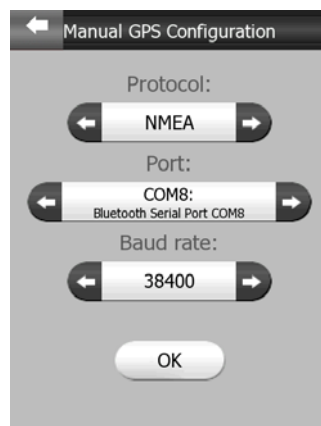 Manual GPS Configuration
Protocol:
NMEA
Port:
COM8:
Bluetooth Serial Port COM8
Baud rate:
38400
OK